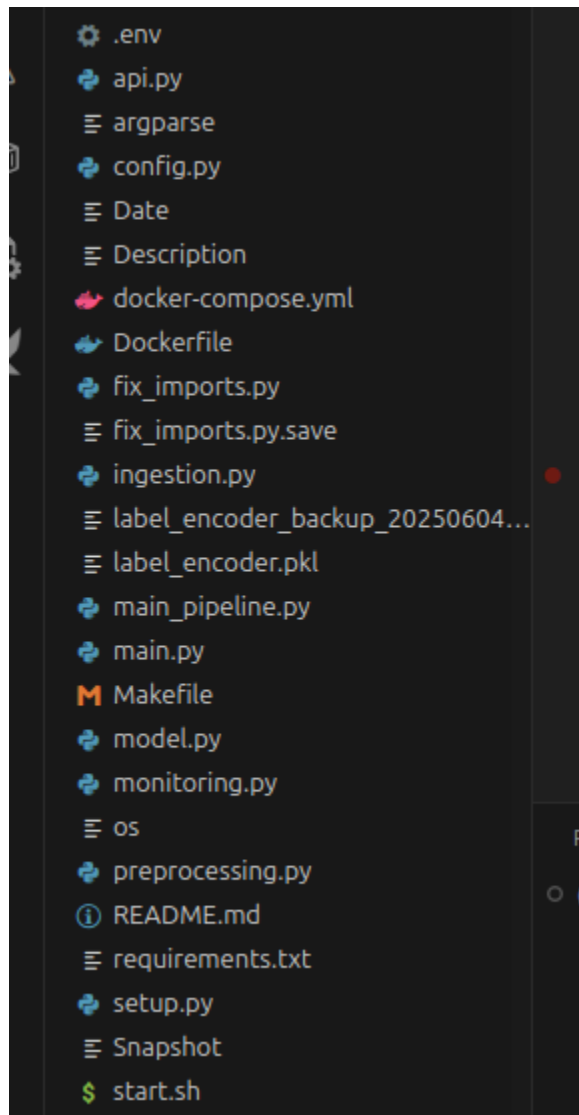 .env
api.py
argparse
config.py
Date
Description
docker-compose.yml
Dockerfile
fix_imports.py
fix_imports.py.save
ingestion.py
label_encoder_backup_20250604...
label_encoder.pkl
main_pipeline.py
main.py
M Makefile
model.py
monitoring.py
os
preprocessing.py
README.md
requirements.txt
setup.py
Snapshot
$ start.sh